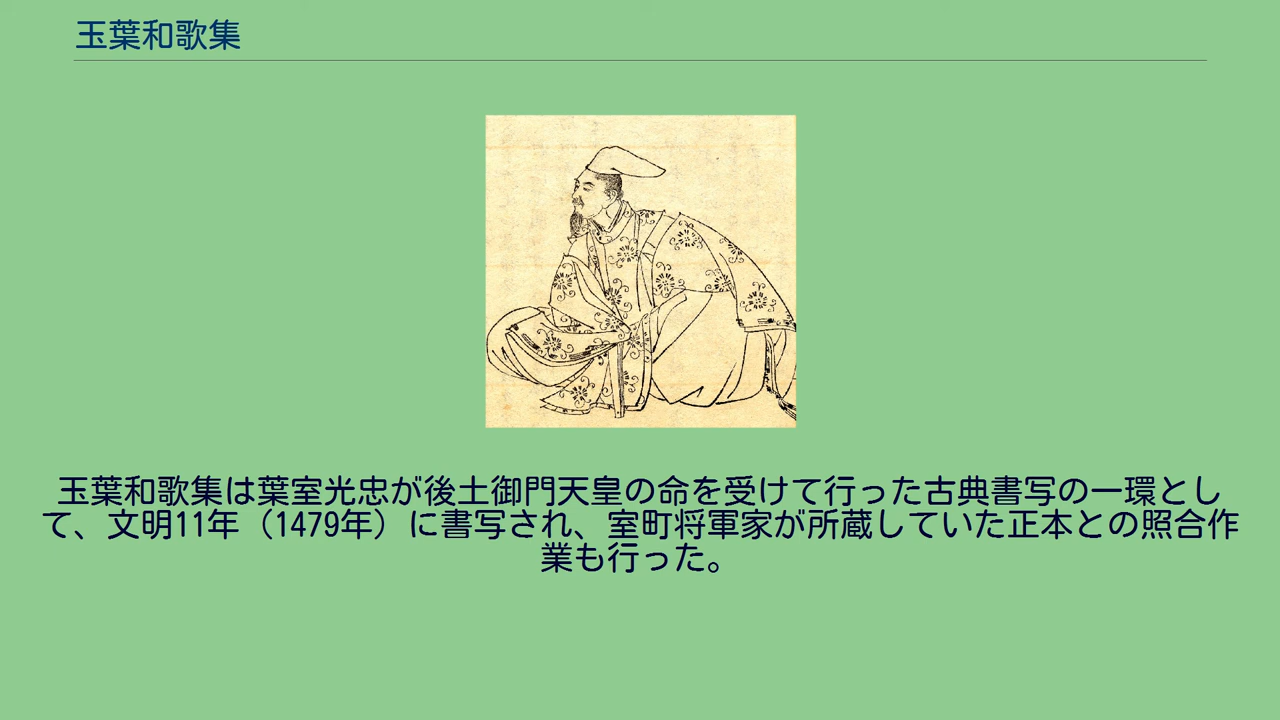 玉葉和歌集
玉葉和歌集は葉室光忠が後土御門天皇の命を受けて行った古典書写の一環とし
て、文明11年（1479年）に書写され、室町将軍家が所蔵していた正本との照合作
業も行った。